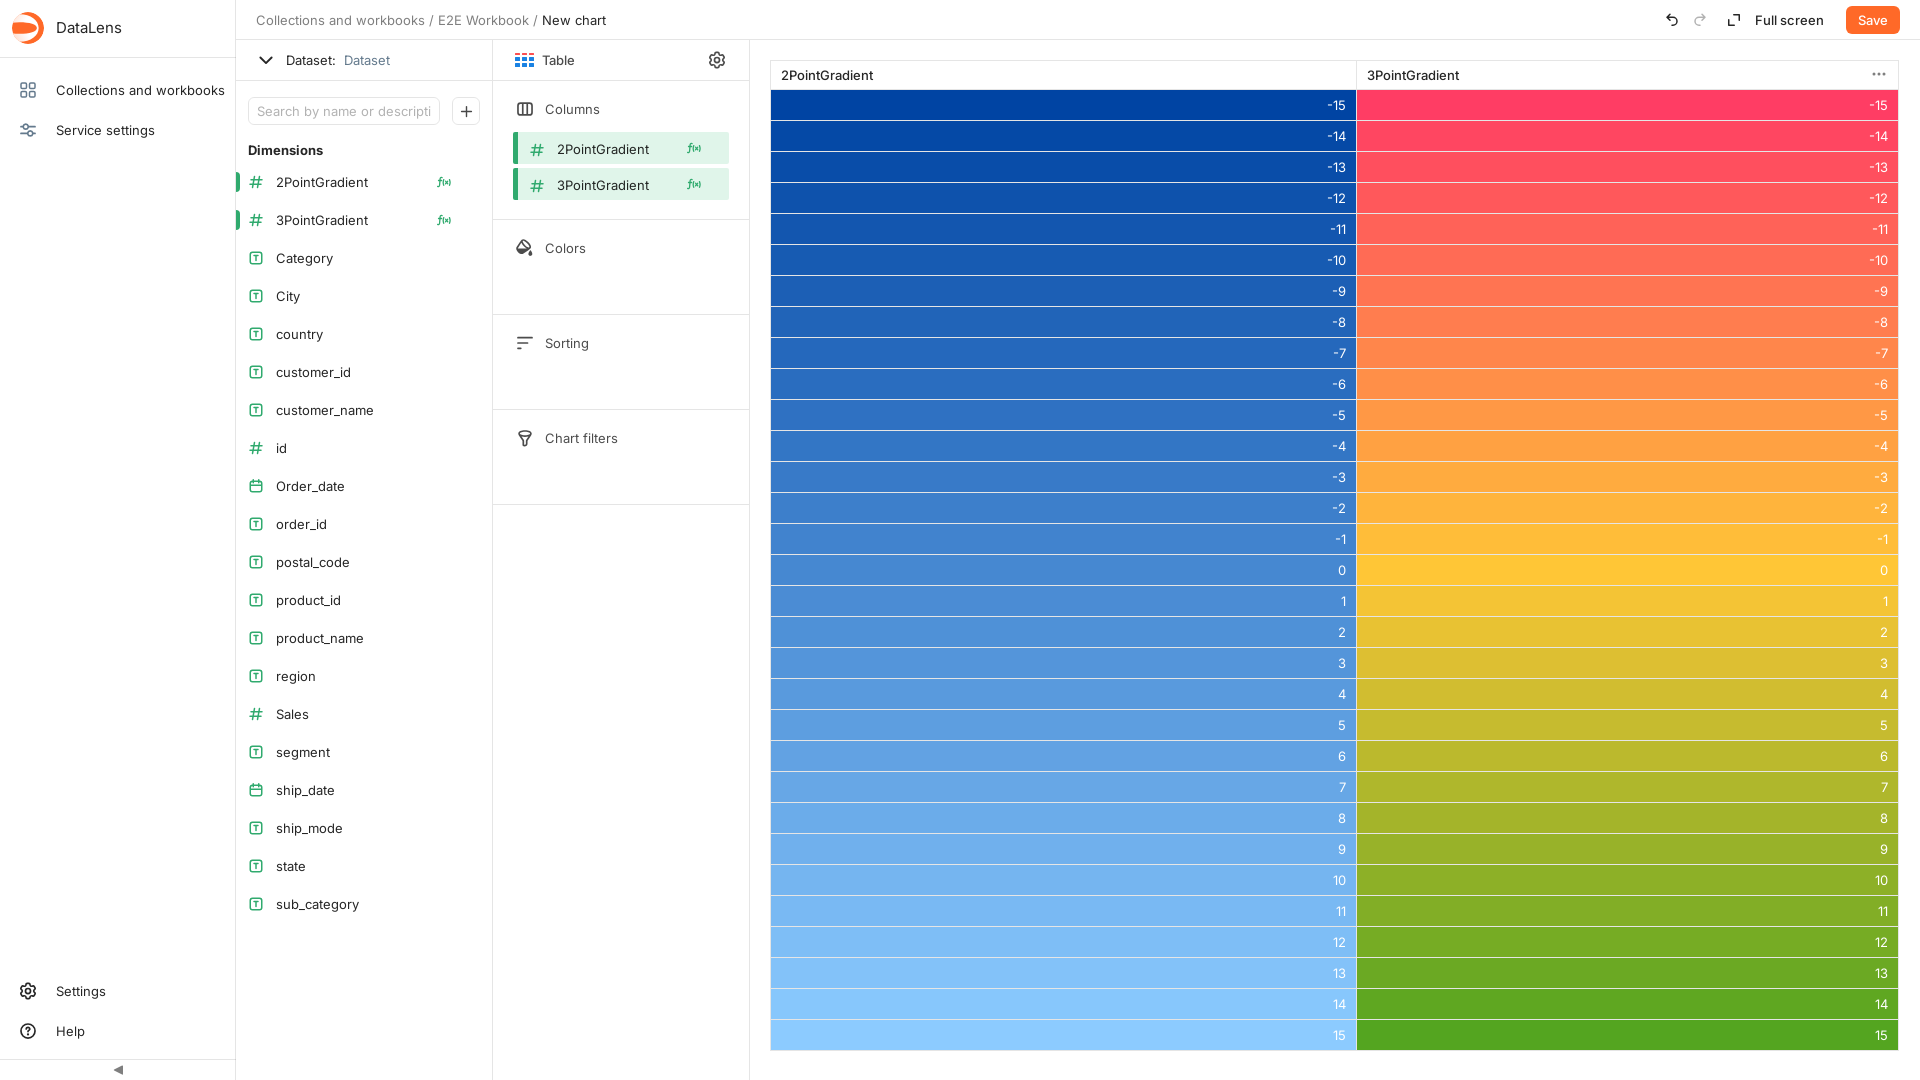 DataLens
Collections and workbooks
Service settings
Settings
Help
Collections and workbooks / E2E Workbook / New chart
Full screen
Save
Dataset: Dataset
Search by name or descripti
Dimensions
2PointGradient
3PointGradient
Category
City
country
customer_id
customer_name
id
Order_date
order_id
postal_code
product_id
product_name
region
Sales
segment
ship_date
ship_mode
state
sub_category
Table
Columns
2PointGradient
3PointGradient
Colors
Sorting
Chart filters
2PointGradient 3PointGradient
-15 -15
-14 -14
-13 -13
-12 -12
-11 -11
-10 -10
-9 -9
-8 -8
-7 -7
-6 -6
-5 -5
-4 -4
-3 -3
-2 -2
-1 -1
0 0
1 1
2 2
3 3
4 4
5 5
6 6
7 7
8 8
9 9
10 10
11 11
12 12
13 13
14 14
15 15